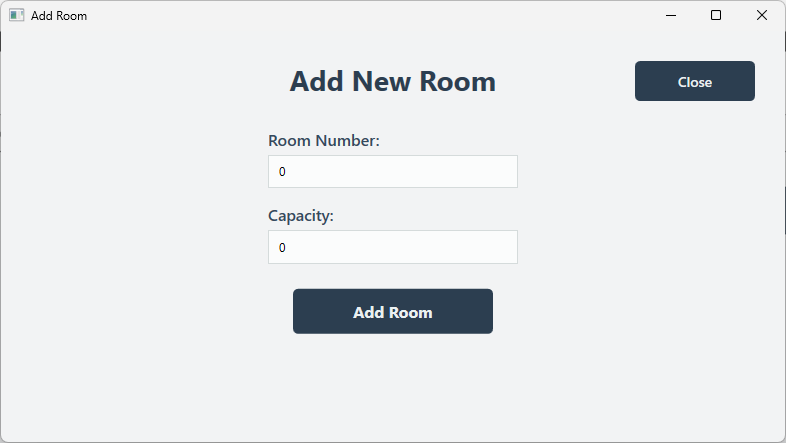 Add Room
Add New Room
Close
Room Number:
0
Capacity:
0
Add Room